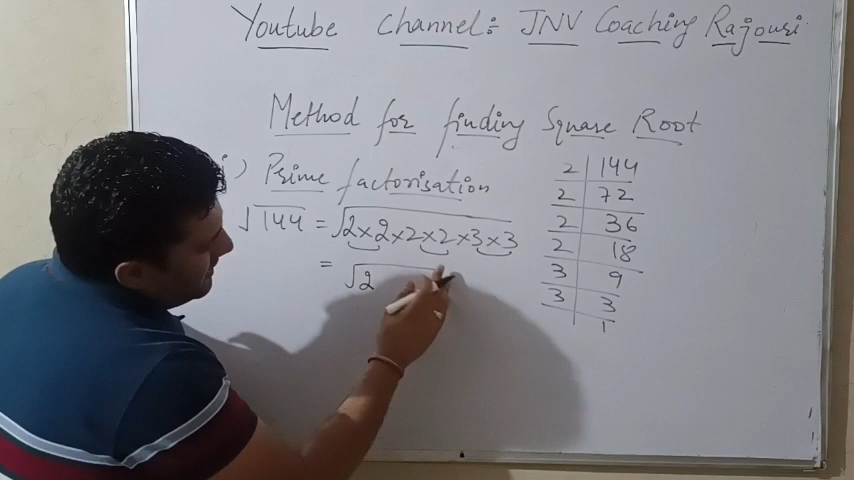 Youtube channel:- JNV Coaching Rajouri
Method for finding Square Root
i) Prime factorisation
√144 = √2×2×2×2×3×3
= √2
2 | 144
2 | 72
2 | 36
2 | 18
3 | 9
3 | 3
1